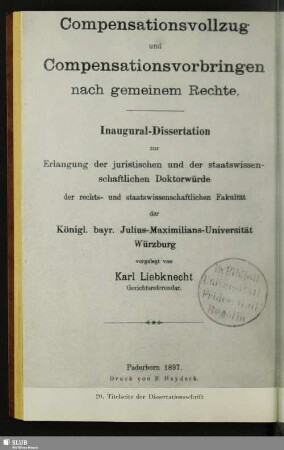 Compensationsvollzug
und
Compensationsvorbringen
nach gemeinem Rechte.
Inaugural-Dissertation
zur
Erlangung der juristischen und der staatswissen-
schaftlichen Doktorwürde
der rechts- und staatswissenschaftlichen Fakultät
der
Königl. bayr. Julius-Maximilians-Universität
Würzburg
vorgelegt von
Karl Liebknecht
Gerichtsreferendar.
Paderborn 1897.
Druck von
29. Titelseite der Dissertationsschrift
SLUB